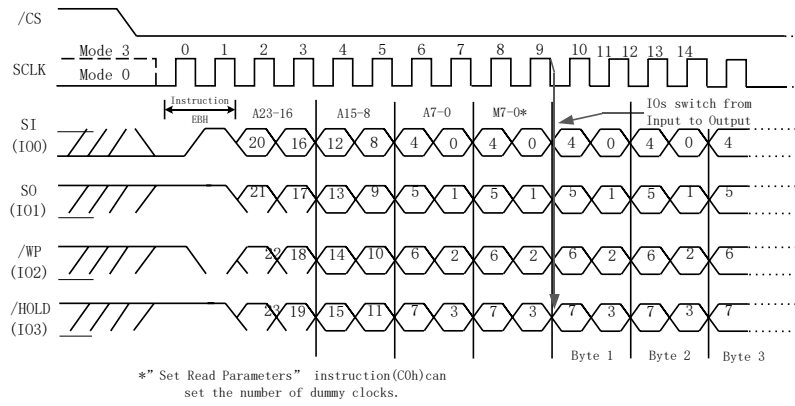 /CS
Mode 3 0 1 2 3 4 5 6 7 8 9 10 11 12 13 14
SCLK
Mode 0
Instruction
EBH
A23-16 A15-8 A7-0 M7-0*
IOs switch from
Input to Output
SI
(IO0)
20 16 12 8 4 0 4 0 4 0 4 0 4
SO
(IO1)
21 17 13 9 5 1 5 1 5 1 5 1 5
/WP
(IO2)
22 18 14 10 6 2 6 2 6 2 6 2 6
/HOLD
(IO3)
23 19 15 11 7 3 7 3 7 3 7 3 7
Byte 1 Byte 2 Byte 3
*” Set Read Parameters” instruction(C0h)can
set the number of dummy clocks.